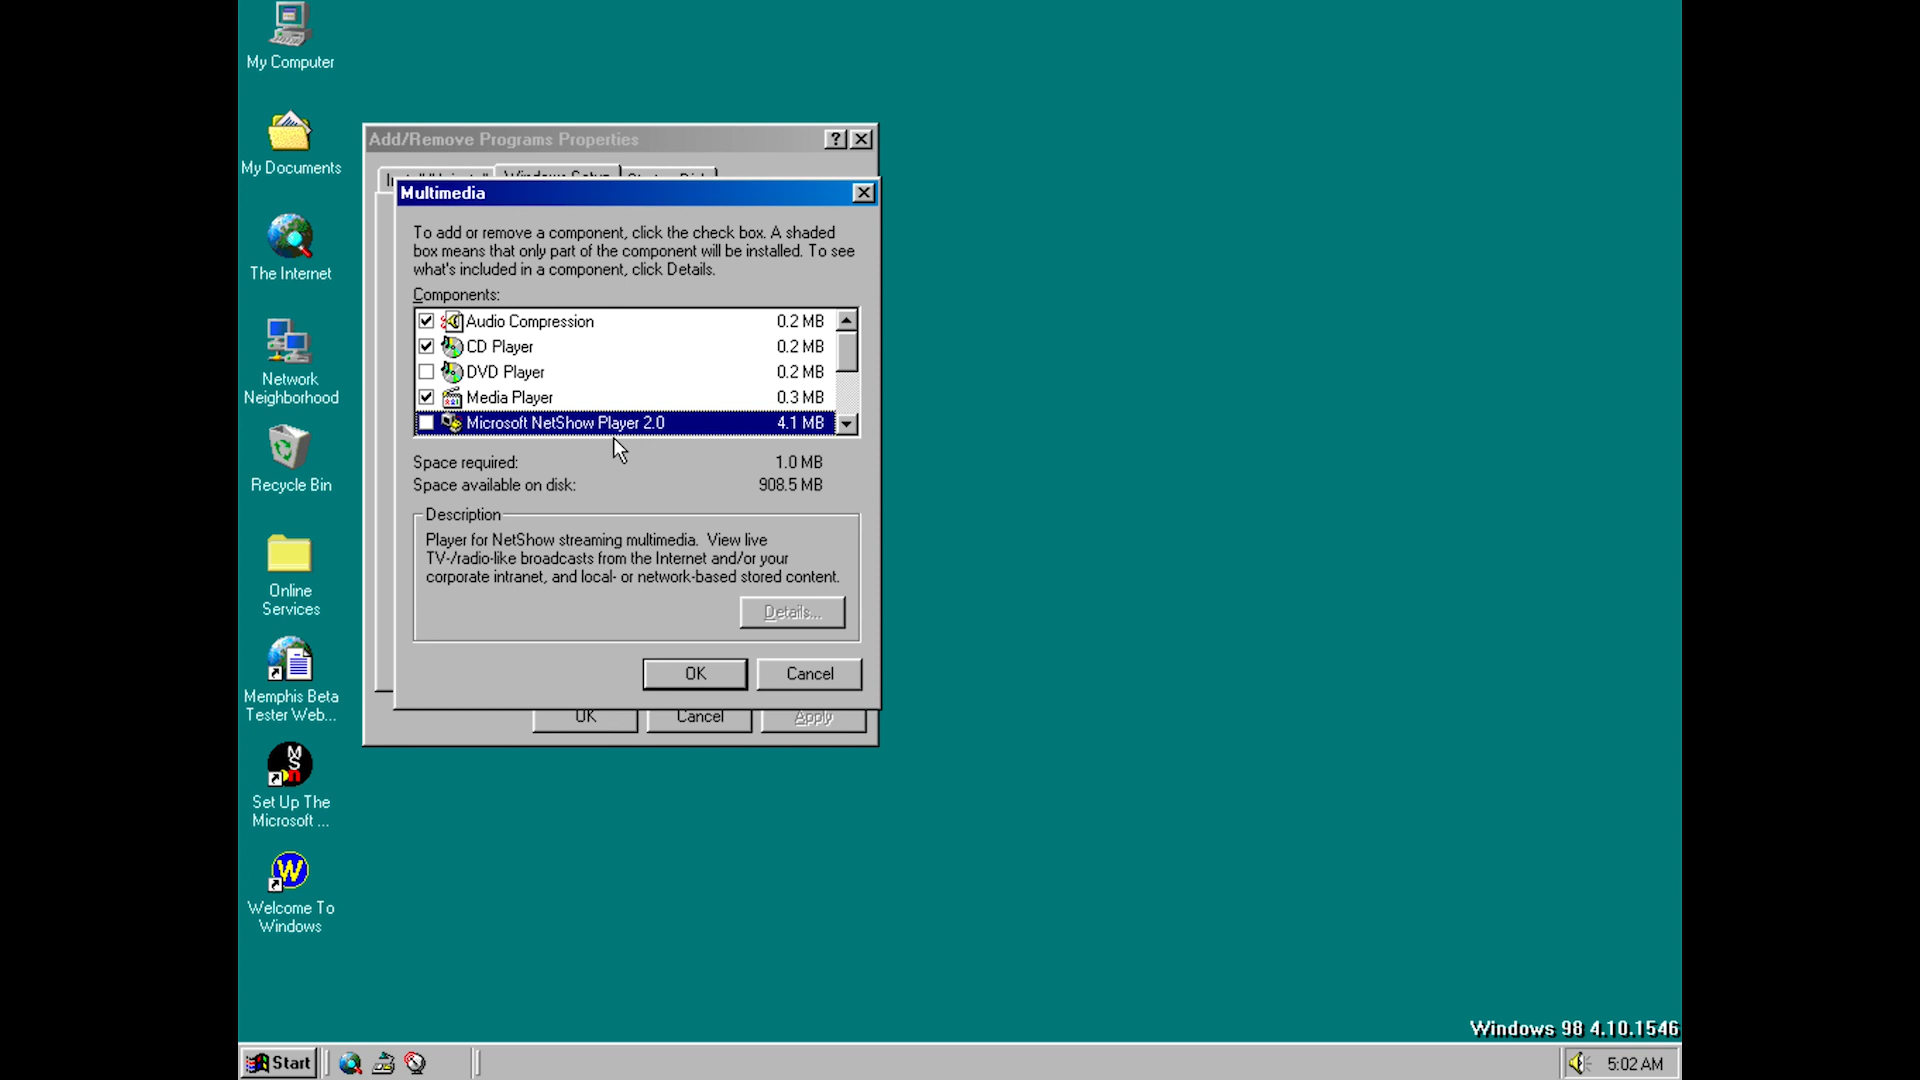 My Computer
My Documents
The Internet
Network
Neighborhood
Recycle Bin
Online
Services
Memphis Beta
Tester Web...
Set Up The
Microsoft ...
Welcome To
Windows
Add/Remove Programs Properties
Multimedia
To add or remove a component, click the check box. A shaded
box means that only part of the component will be installed. To see
what's included in a component, click Details.
Components:
Audio Compression 0.2 MB
CD Player 0.2 MB
DVD Player 0.2 MB
Media Player 0.3 MB
Microsoft NetShow Player 2.0 4.1 MB
Space required: 1.0 MB
Space available on disk: 908.5 MB
Description
Player for NetShow streaming multimedia. View live
TV-/radio-like broadcasts from the Internet and/or your
corporate intranet, and local- or network-based stored content.
Details...
OK Cancel
OK Cancel Apply
Windows 98 4.10.1546
Start 5:02 AM